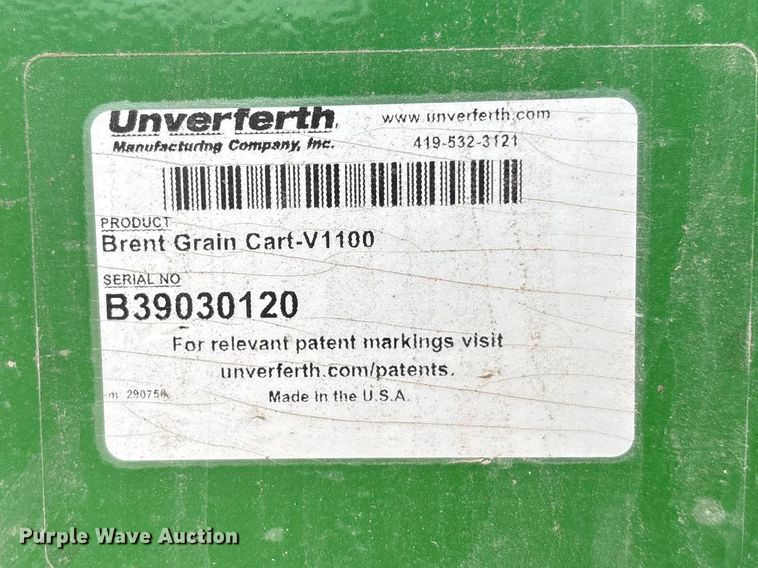 Unverferth
Manufacturing Company, Inc.
www.unverferth.com
419-532-3121
PRODUCT
Brent Grain Cart-V1100
SERIAL NO
B39030120
For relevant patent markings visit
unverferth.com/patents.
Made in the U.S.A.
Purple Wave Auction